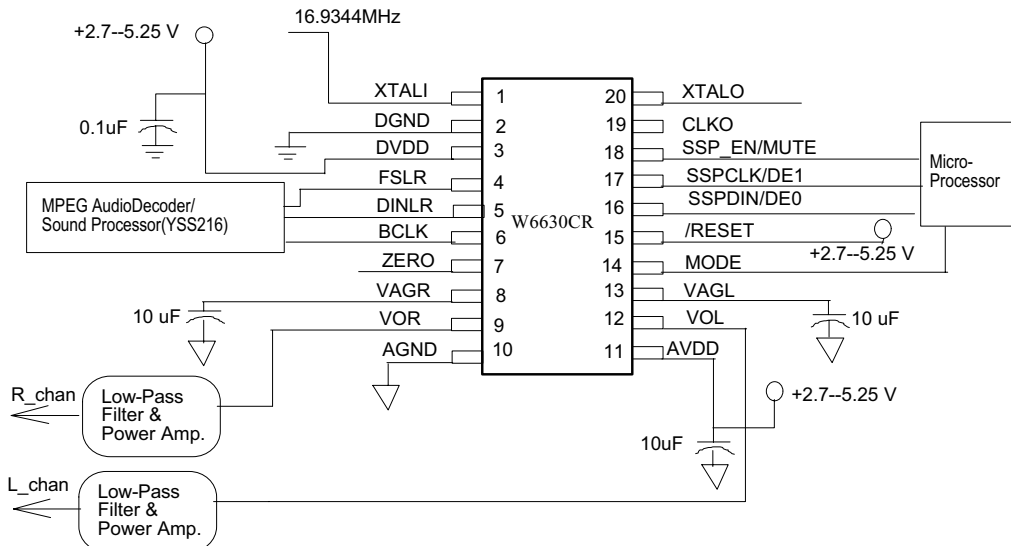 16.9344MHz
+2.7--5.25 V
0.1uF
XTALI
DGND
DVDD
FSLR
DINLR
BCLK
ZERO
VAGR
VOR
AGND
1
2
3
4
5
6
7
8
9
10
W6630CR
20
19
18
17
16
15
14
13
12
11
XTALO
CLKO
SSP_EN/MUTE
SSPCLK/DE1
SSPDIN/DE0
/RESET
MODE
VAGL
VOL
AVDD
Micro-
Processor
+2.7--5.25 V
MPEG AudioDecoder/
Sound Processor(YSS216)
10 uF
10 uF
+2.7--5.25 V
10uF
R_chan
Low-Pass
Filter &
Power Amp.
L_chan
Low-Pass
Filter &
Power Amp.